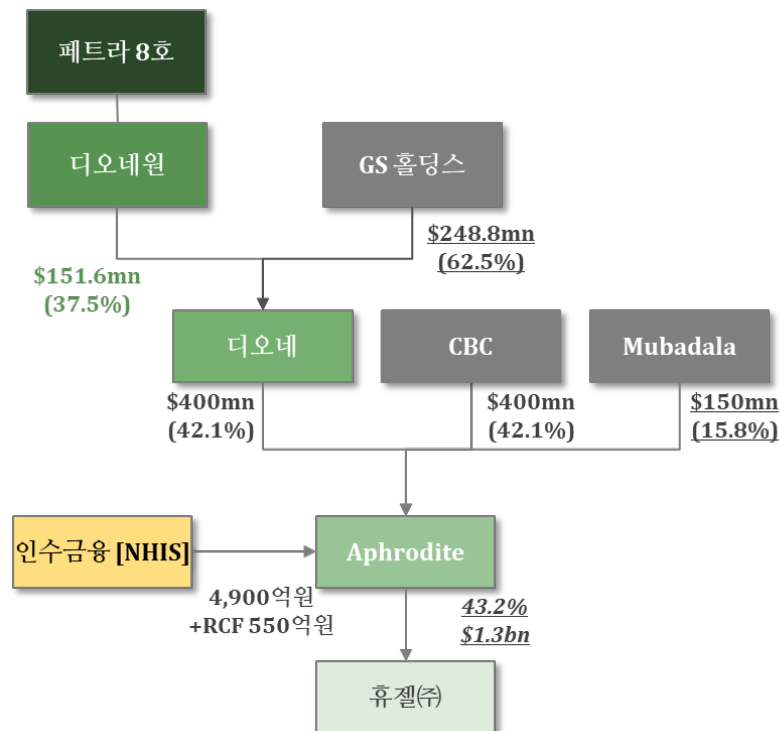 페트라 8호
디오네원
GS 홀딩스
$248.8mn
(62.5%)
$151.6mn
(37.5%)
디오네
CBC
Mubadala
$400mn
(42.1%)
$400mn
(42.1%)
$150mn
(15.8%)
인수금융 [NHIS]
Aphrodite
4,900억원
+RCF 550억원
43.2%
$1.3bn
휴젤㈜